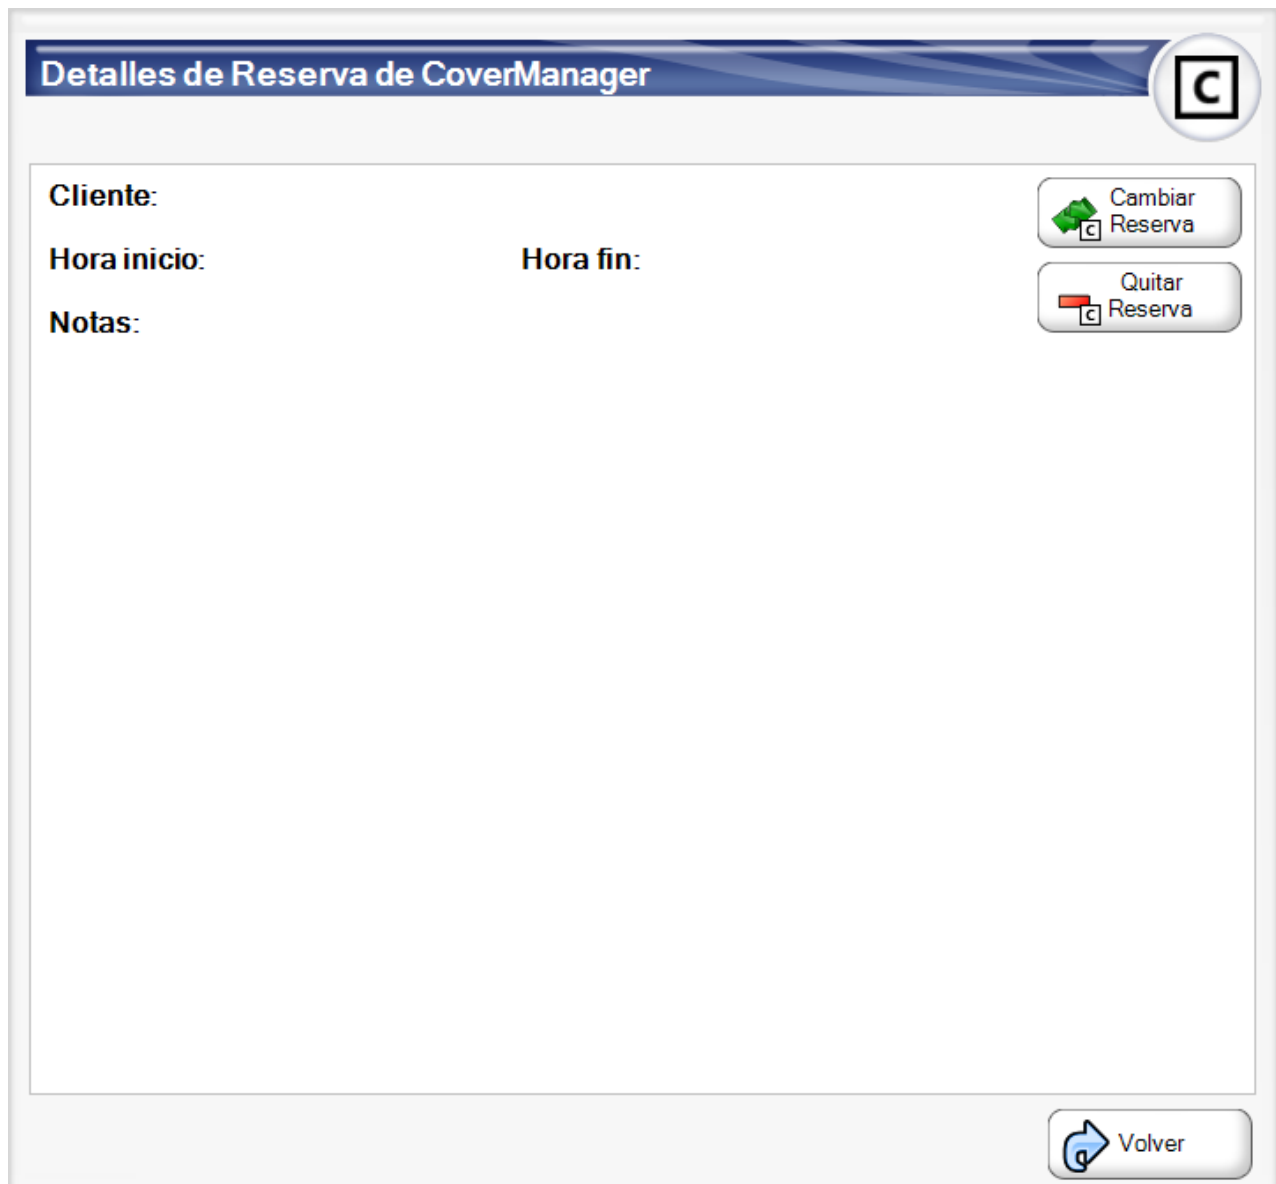 Detalles de Reserva de CoverManager
C
Cliente:
Cambiar
C Reserva
Hora inicio: Hora fin:
Quitar
C Reserva
Notas:
Volver